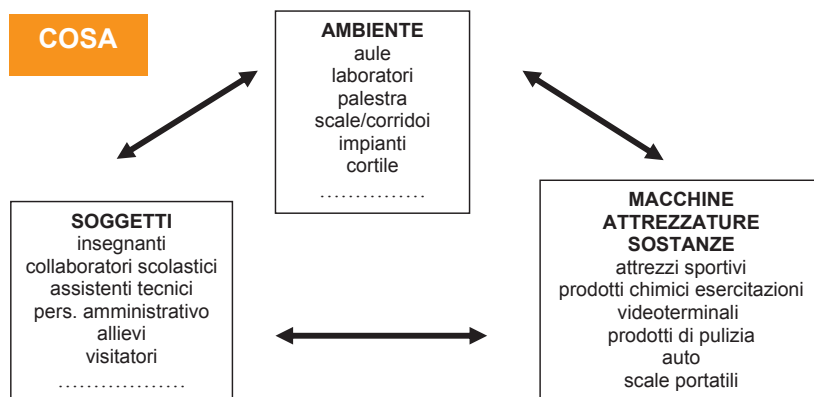 COSA
AMBIENTE
aule
laboratori
palestra
scale/corridoi
impianti
cortile
……………
SOGGETTI
insegnanti
collaboratori scolastici
assistenti tecnici
pers. amministrativo
allievi
visitatori
………………
MACCHINE
ATTREZZATURE
SOSTANZE
attrezzi sportivi
prodotti chimici esercitazioni
videoterminali
prodotti di pulizia
auto
scale portatili